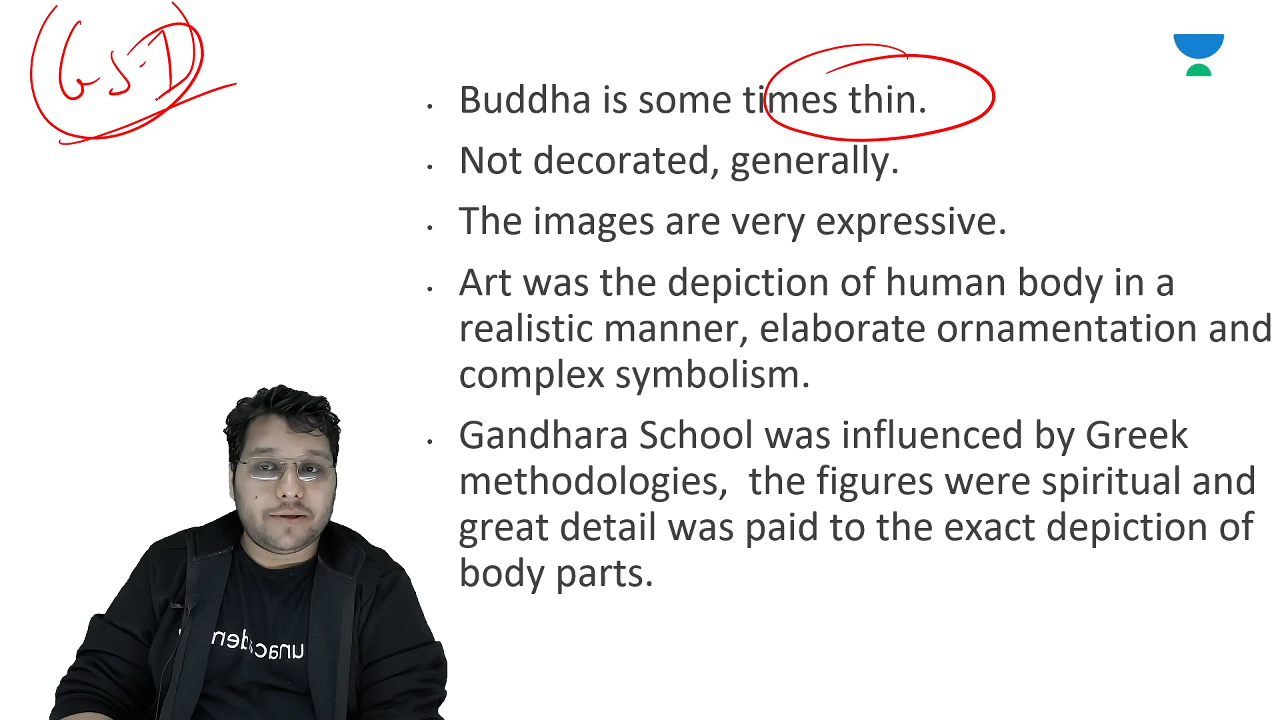 G.S.I
• Buddha is some times thin.
• Not decorated, generally.
• The images are very expressive.
• Art was the depiction of human body in a
realistic manner, elaborate ornamentation and
complex symbolism.
• Gandhara School was influenced by Greek
methodologies,  the figures were spiritual and
great detail was paid to the exact depiction of
body parts.